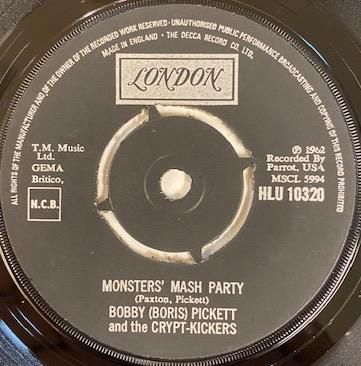 ALL RIGHTS OF THE MANUFACTURER AND OF THE OWNER OF THE RECORDED WORK RESERVED · UNAUTHORISED PUBLIC PERFORMANCE BROADCASTING AND COPYING OF THIS RECORD PROHIBITED
MADE IN ENGLAND · THE DECCA RECORD CO. LTD.
LONDON
T.M. Music
Ltd.
GEMA
Britico,
N.C.B.
℗ 1962
Recorded By
Parrot, USA
MSCL 5994
HLU 10320
MONSTERS' MASH PARTY
(Paxton, Pickett)
BOBBY (BORIS) PICKETT
and the CRYPT-KICKERS